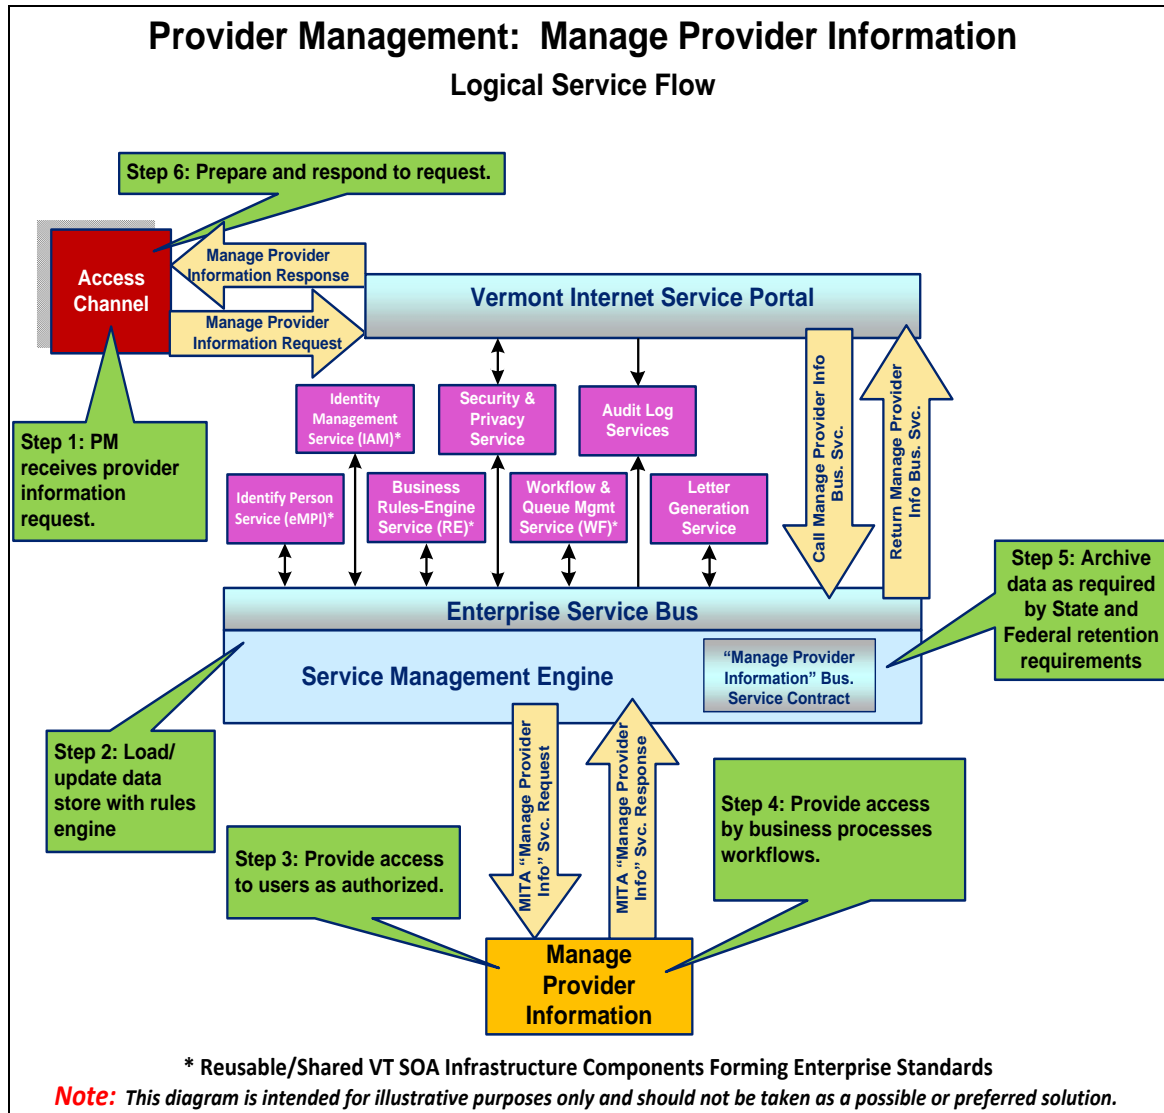 Provider Management:  Manage Provider Information
Logical Service Flow
Step 6: Prepare and respond to request.
Manage Provider
Information Response
Access
Channel
Vermont Internet Service Portal
Manage Provider
Information Request
Identity
Management
Service (IAM)*
Security &
Privacy
Service
Audit Log
Services
Call Manage Provider Info
Bus. Svc.
Return Manage Provider
Info Bus. Svc.
Step 1: PM
receives provider
information
request.
Identify Person
Service (eMPI)*
Business
Rules-Engine
Service (RE)*
Workflow &
Queue Mgmt
Service (WF)*
Letter
Generation
Service
Step 5: Archive
data as required
by State and
Federal retention
requirements
Enterprise Service Bus
Service Management Engine
“Manage Provider
Information” Bus.
Service Contract
Step 2: Load/
update data
store with rules
engine
MITA “Manage Provider
Info” Svc. Request
MITA “Manage Provider
Info” Svc. Response
Step 4: Provide access
by business processes
workflows.
Step 3: Provide access
to users as authorized.
Manage
Provider
Information
* Reusable/Shared VT SOA Infrastructure Components Forming Enterprise Standards
Note: This diagram is intended for illustrative purposes only and should not be taken as a possible or preferred solution.